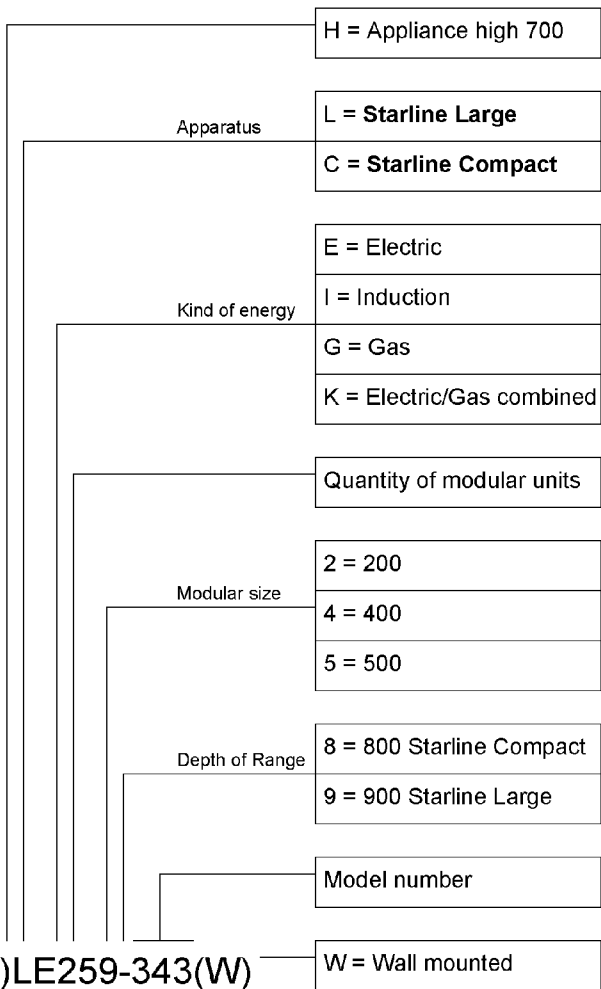 H = Appliance high 700
Apparatus
L = Starline Large
C = Starline Compact
Kind of energy
E = Electric
I = Induction
G = Gas
K = Electric/Gas combined
Quantity of modular units
Modular size
2 = 200
4 = 400
5 = 500
Depth of Range
8 = 800 Starline Compact
9 = 900 Starline Large
Model number
)LE259-343(W)
W = Wall mounted